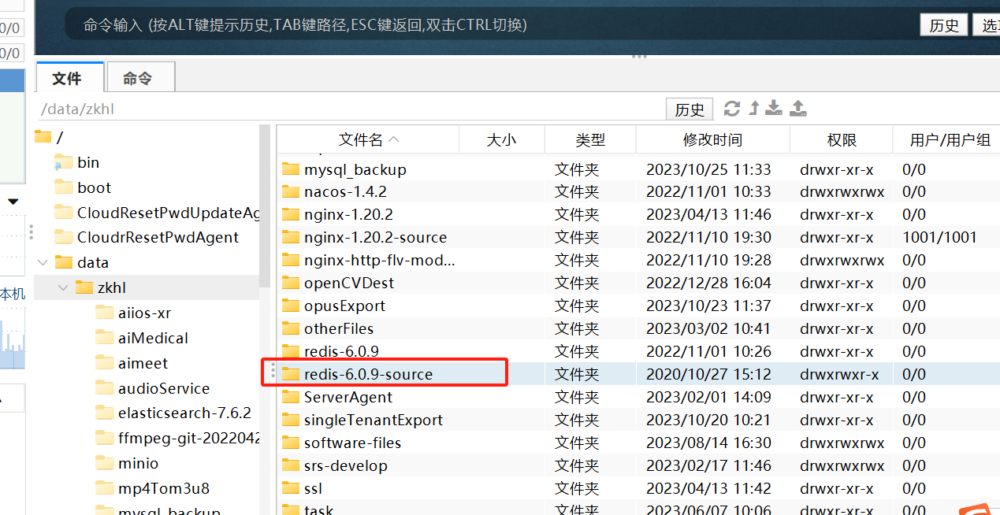 0/0
命令输入 (按ALT键提示历史,TAB键路径,ESC键返回,双击CTRL切换)
历史
0/0
文件
命令
/data/zkhl
历史
/
bin
boot
CloudResetPwdUpdateAg
CloudrResetPwdAgent
data
zkhl
本机
aiios-xr
aiMedical
aimeet
audioService
elasticsearch-7.6.2
ffmpeg-git-2022042
minio
mp4Tom3u8
mysql_backup
文件名 大小 类型 修改时间 权限 用户/用户组
mysql_backup 文件夹 2023/10/25 11:33 drwxr-xr-x 0/0
nacos-1.4.2 文件夹 2022/11/01 10:33 drwxrwxrwx 0/0
nginx-1.20.2 文件夹 2023/04/13 11:46 drwxr-xr-x 0/0
nginx-1.20.2-source 文件夹 2022/11/10 19:30 drwxr-xr-x 1001/1001
nginx-http-flv-mod... 文件夹 2022/11/10 19:28 drwxrwxrwx 0/0
openCVDest 文件夹 2022/12/28 16:04 drwxr-xr-x 0/0
opusExport 文件夹 2023/10/23 11:37 drwxr-xr-x 0/0
otherFiles 文件夹 2023/03/02 10:41 drwxr-xr-x 0/0
redis-6.0.9 文件夹 2022/11/01 10:26 drwxr-xr-x 0/0
redis-6.0.9-source 文件夹 2020/10/27 15:12 drwxrwxr-x 0/0
ServerAgent 文件夹 2023/02/01 14:09 drwxr-xr-x 0/0
singleTenantExport 文件夹 2023/10/20 10:21 drwxr-xr-x 0/0
software-files 文件夹 2023/08/14 16:30 drwxrwxrwx 0/0
srs-develop 文件夹 2023/02/17 11:46 drwxrwxrwx 0/0
ssl 文件夹 2023/04/13 11:42 drwxr-xr-x 0/0
task 文件夹 2023/06/07 10:06 drwxr-xr-x 0/0